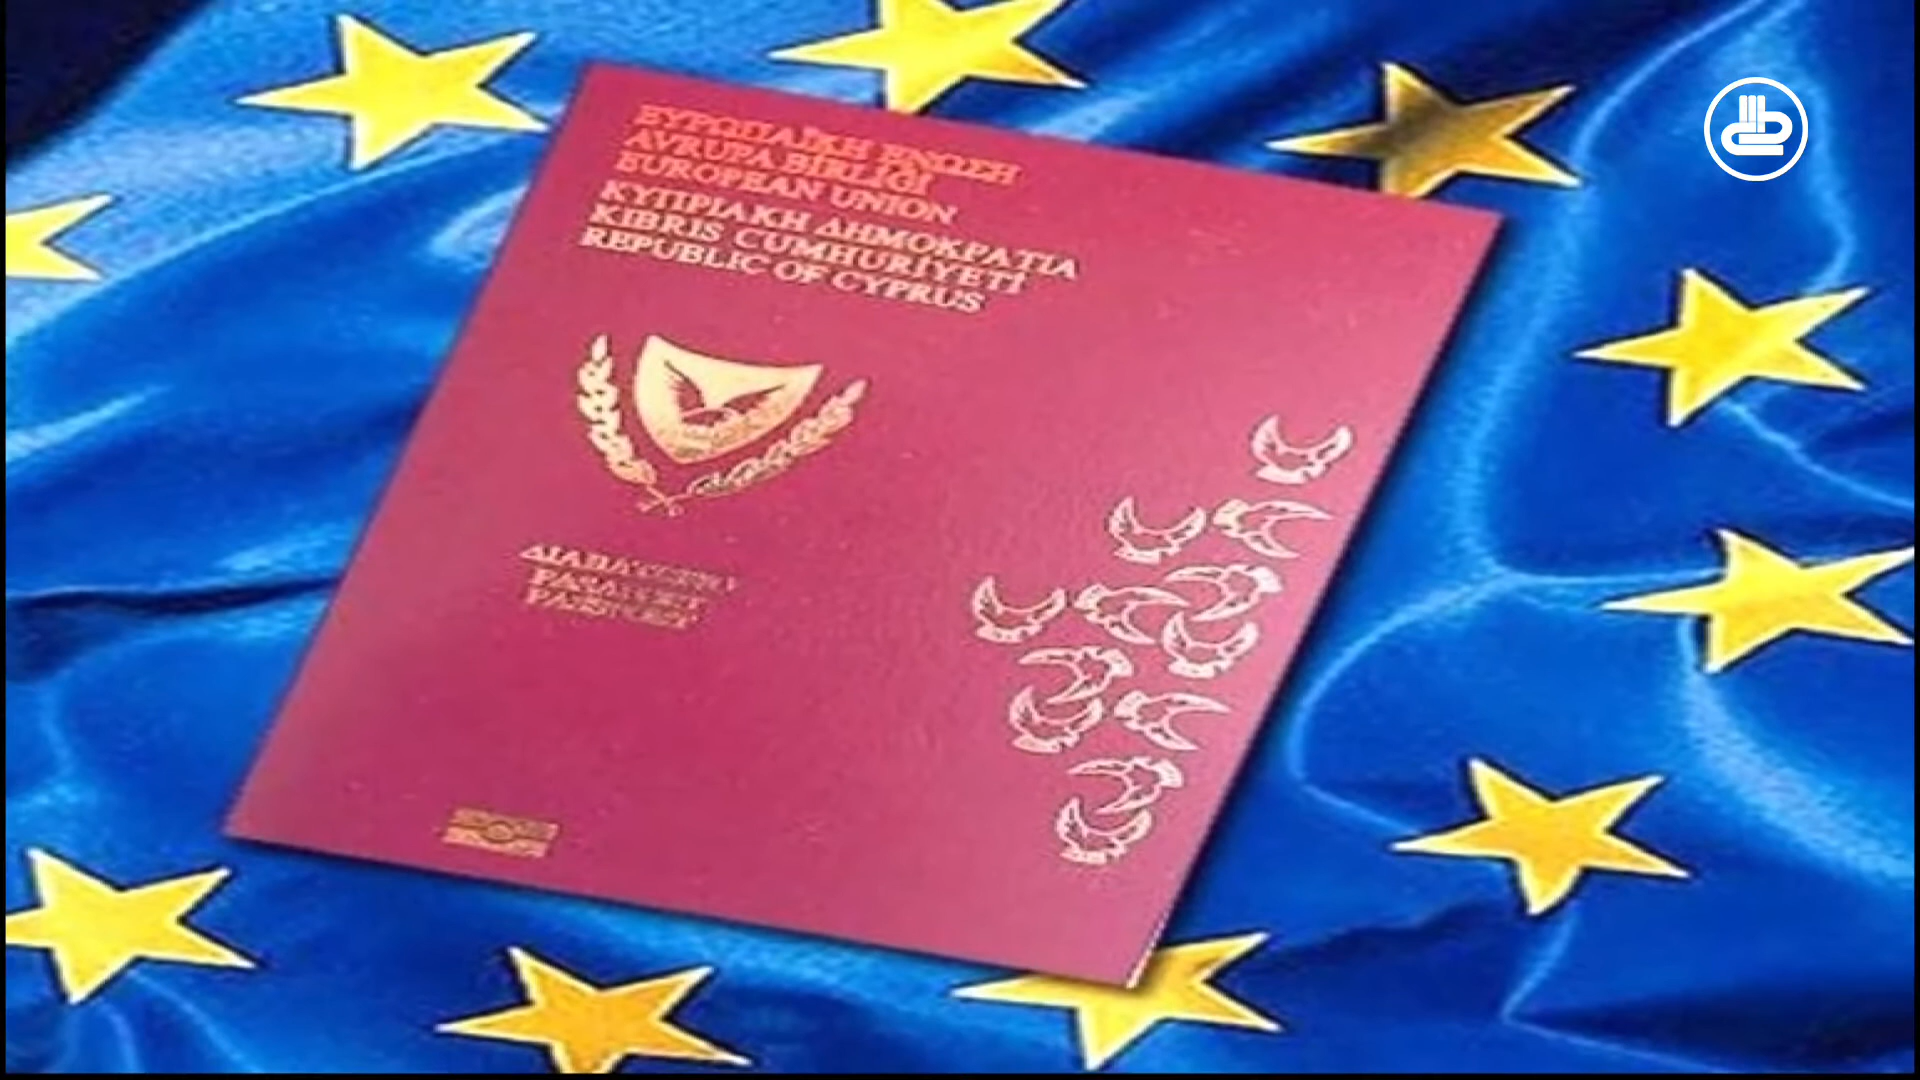 ΕΥΡΩΠΑΪΚΗ ΕΝΩΣΗ
AVRUPA BİRLİĞİ
EUROPEAN UNION
ΚΥΠΡΙΑΚΗ ΔΗΜΟΚΡΑΤΙΑ
KIBRIS CUMHURİYETİ
REPUBLIC OF CYPRUS
ΔΙΑΒΑΤΗΡΙΟ
PASAPORT
PASSPORT